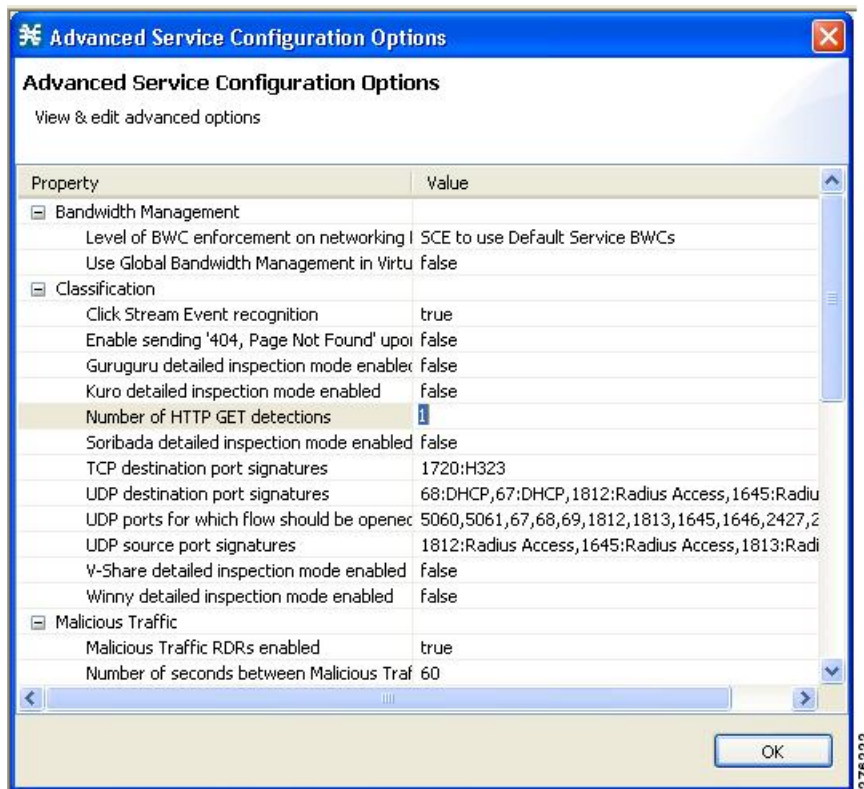 Advanced Service Configuration Options
Advanced Service Configuration Options
View & edit advanced options
Property Value
Bandwidth Management
Level of BWC enforcement on networking SCE to use Default Service BWCs
Use Global Bandwidth Management in Virtu false
Classification
Click Stream Event recognition true
Enable sending '404, Page Not Found' upo false
Guruguru detailed inspection mode enabled false
Kuro detailed inspection mode enabled false
Number of HTTP GET detections 1
Soribada detailed inspection mode enabled false
TCP destination port signatures 1720:H323
UDP destination port signatures 68:DHCP,67:DHCP,1812:Radius Access,1645:Radiu
UDP ports for which flow should be opened 5060,5061,67,68,69,1812,1813,1645,1646,2427,2
UDP source port signatures 1812:Radius Access,1645:Radius Access,1813:Radi
V-Share detailed inspection mode enabled false
Winny detailed inspection mode enabled false
Malicious Traffic
Malicious Traffic RDRs enabled true
Number of seconds between Malicious Traf 60
OK